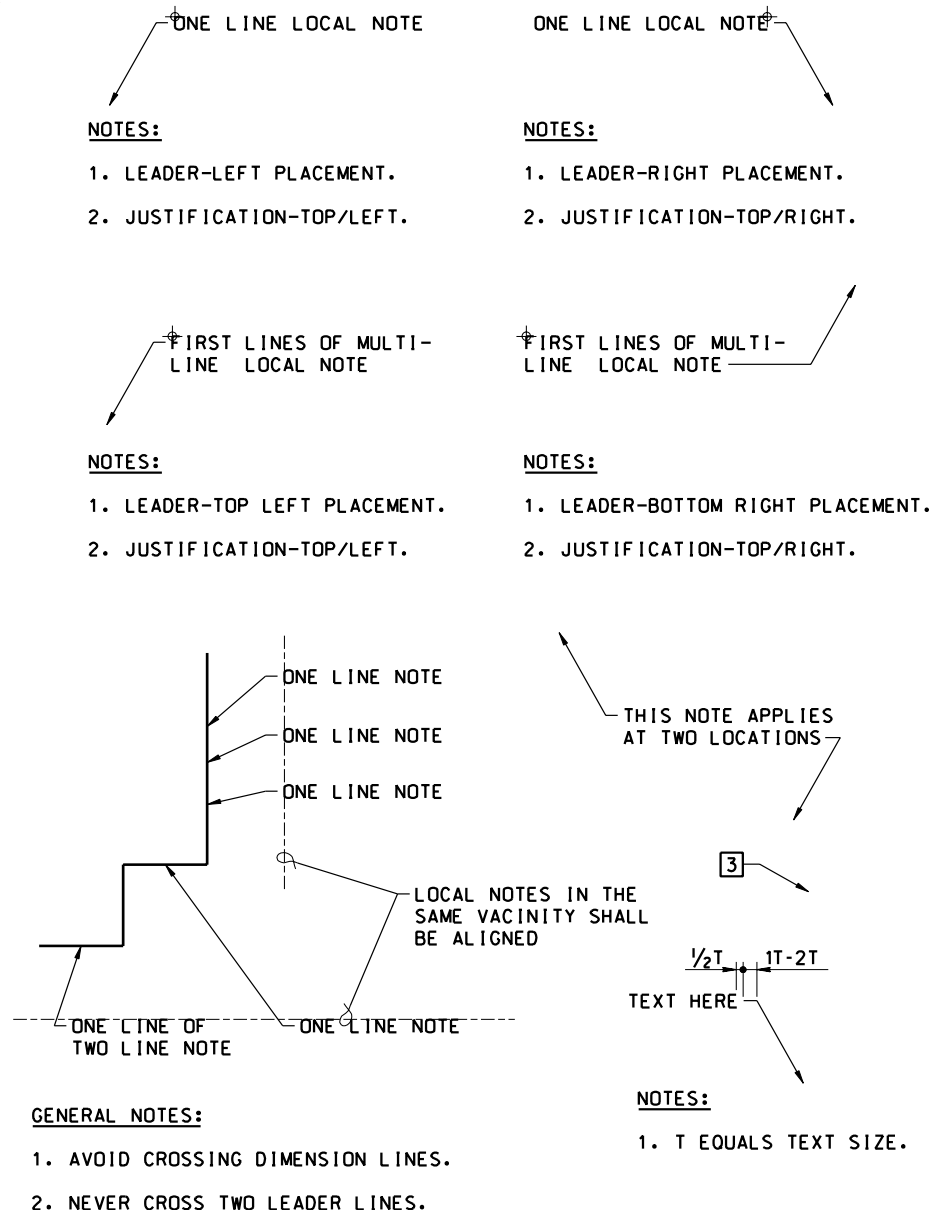 ONE LINE LOCAL NOTE
ONE LINE LOCAL NOTE
NOTES:
1. LEADER-LEFT PLACEMENT.
2. JUSTIFICATION-TOP/LEFT.
NOTES:
1. LEADER-RIGHT PLACEMENT.
2. JUSTIFICATION-TOP/RIGHT.
FIRST LINES OF MULTI-
LINE LOCAL NOTE
FIRST LINES OF MULTI-
LINE LOCAL NOTE
NOTES:
1. LEADER-TOP LEFT PLACEMENT.
2. JUSTIFICATION-TOP/LEFT.
NOTES:
1. LEADER-BOTTOM RIGHT PLACEMENT.
2. JUSTIFICATION-TOP/RIGHT.
ONE LINE NOTE
ONE LINE NOTE
ONE LINE NOTE
LOCAL NOTES IN THE
SAME VACINITY SHALL
BE ALIGNED
ONE LINE OF
TWO LINE NOTE
ONE LINE NOTE
THIS NOTE APPLIES
AT TWO LOCATIONS
3
½T
1T-2T
TEXT HERE
NOTES:
1. T EQUALS TEXT SIZE.
GENERAL NOTES:
1. AVOID CROSSING DIMENSION LINES.
2. NEVER CROSS TWO LEADER LINES.